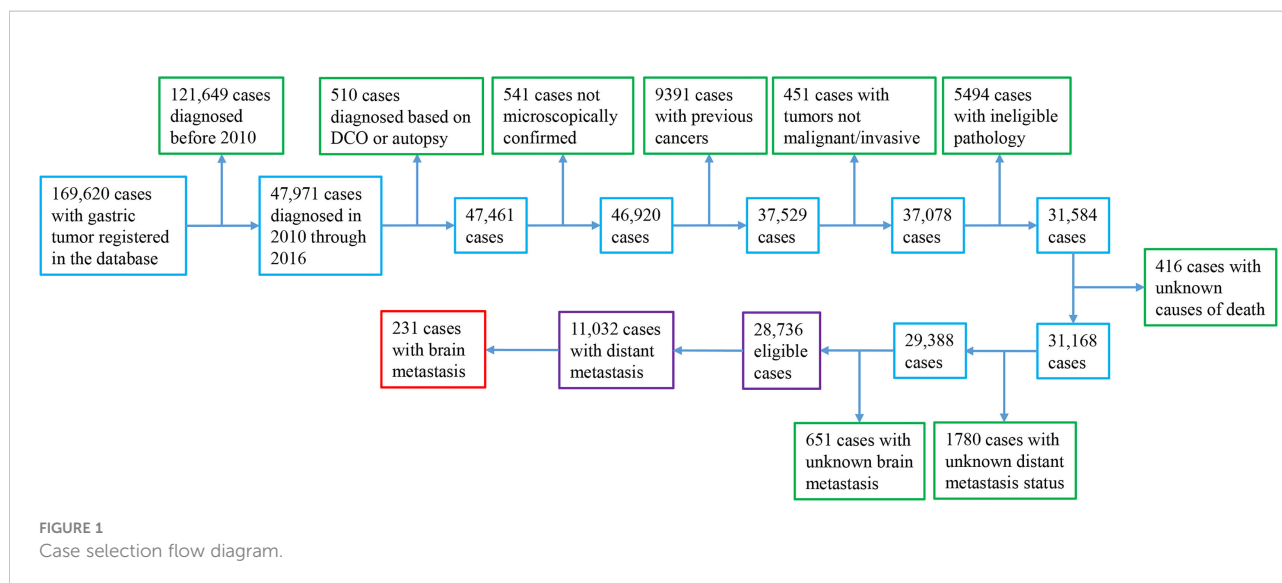 121,649 cases
diagnosed
before 2010
510 cases
diagnosed based on
DCO or autopsy
541 cases not
microscopically
confirmed
9391 cases
with previous
cancers
451 cases with
tumors not
malignant/invasive
5494 cases
with ineligible
pathology
169,620 cases
with gastric
tumor registered
in the database
47,971 cases
diagnosed in
2010 through
2016
47,461
cases
46,920
cases
37,529
cases
37,078
cases
31,584
cases
416 cases with
unknown
causes of death
231 cases
with brain
metastasis
11,032 cases
with distant
metastasis
28,736
eligible
cases
29,388
cases
31,168
cases
651 cases with
unknown brain
metastasis
1780 cases with
unknown distant
metastasis status
FIGURE 1
Case selection flow diagram.